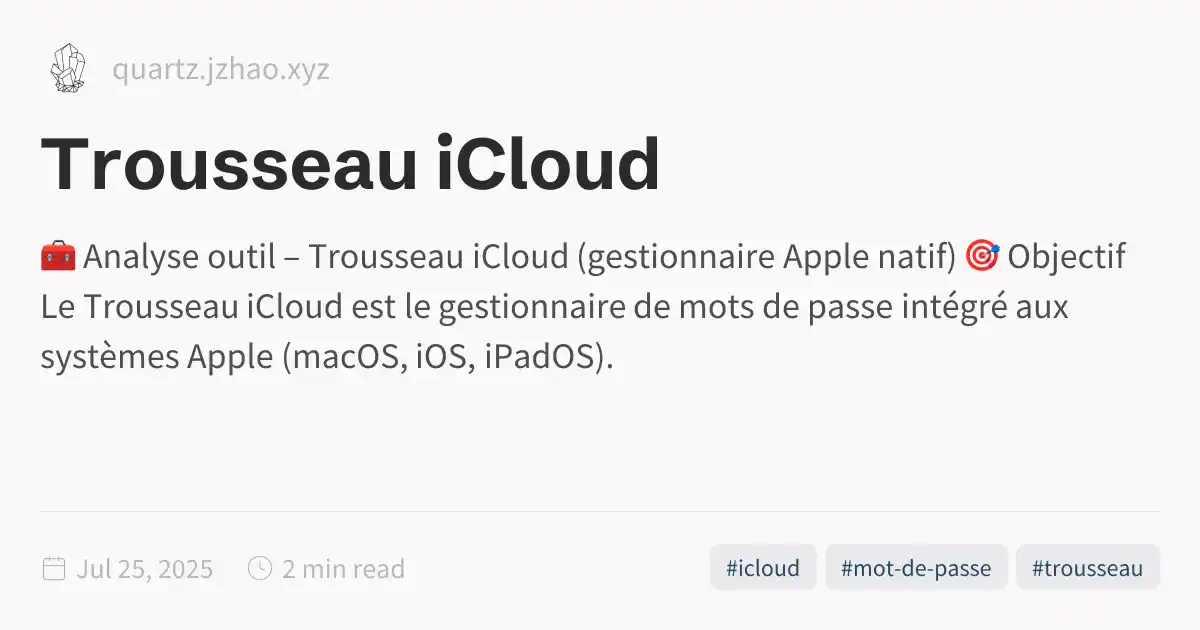 quartz.jzhao.xyz
Trousseau iCloud
🧰 Analyse outil – Trousseau iCloud (gestionnaire Apple natif) 🎯 Objectif
Le Trousseau iCloud est le gestionnaire de mots de passe intégré aux
systèmes Apple (macOS, iOS, iPadOS).
Jul 25, 2025 2 min read #icloud #mot-de-passe #trousseau